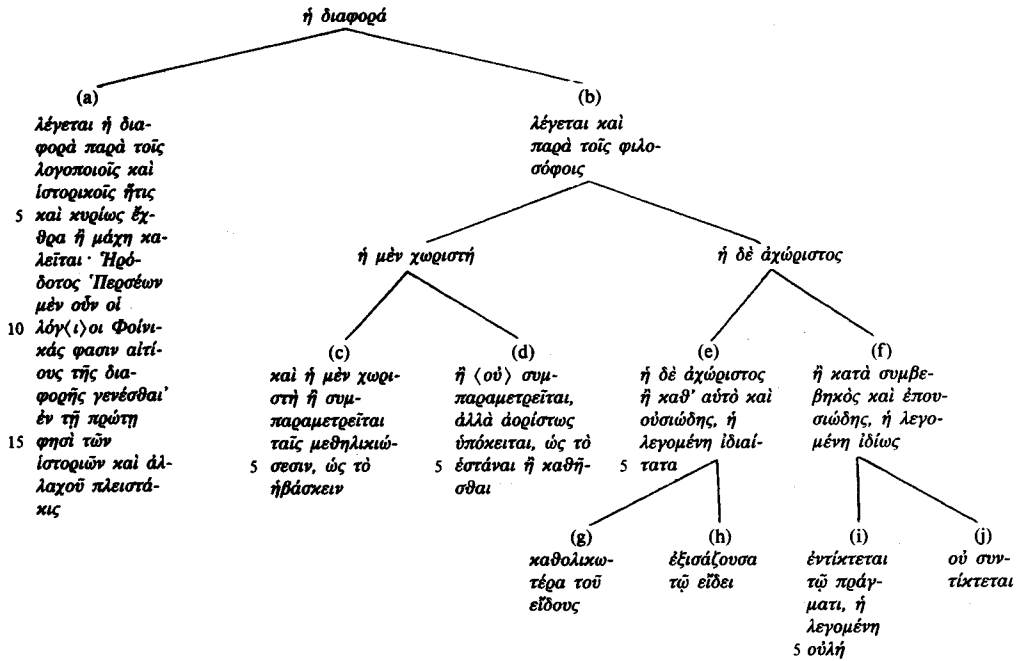 ἡ διαφορά
(a)
λέγεται ἡ δια-
φορὰ παρὰ τοῖς
λογοποιοῖς καὶ
ἱστορικοῖς ἥτις
5 καὶ κυρίως ἔχ-
θρα ἢ μάχη κα-
λεῖται · Ἡρό-
δοτος ‘Περσέων
μὲν οὖν οἱ
10 λόγ⟨ι⟩οι Φοίνι-
κάς φασιν αἰτί-
ους τῆς δια-
φορῆς γενέσθαι’
ἐν τῇ πρώτῃ
15 φησὶ τῶν
ἱστοριῶν καὶ ἀλ-
λαχοῦ πλειστά-
κις
(b)
λέγεται καὶ
παρὰ τοῖς φιλο-
σόφοις
ἡ μὲν χωριστή
ἡ δὲ ἀχώριστος
(c)
καὶ ἡ μὲν χωρι-
στὴ ἢ συμ-
παραμετρεῖται
ταῖς μεθηλικιώ-
5 σεσιν, ὡς τὸ
ἡβάσκειν
(d)
ἢ ⟨οὐ⟩ συμ-
παραμετρεῖται,
ἀλλὰ ἀορίστως
ὑπόκειται, ὡς τὸ
5 ἑστάναι ἢ καθῆ-
σθαι
(e)
ἡ δὲ ἀχώριστος
ἢ καθ’ αὑτὸ καὶ
οὐσιώδης, ἡ
λεγομένη ἰδιαί-
5 τατα
(f)
ἢ κατὰ συμβε-
βηκὸς καὶ ἐπου-
σιώδης, ἡ λεγο-
μένη ἰδίως
(g)
καθολικω-
τέρα τοῦ
εἴδους
(h)
ἐξισάζουσα
τῷ εἴδει
(i)
ἐντίκτεται
τῷ πράγ-
ματι, ἡ
λεγομένη
5 οὐλή
(j)
οὐ συν-
τίκτεται